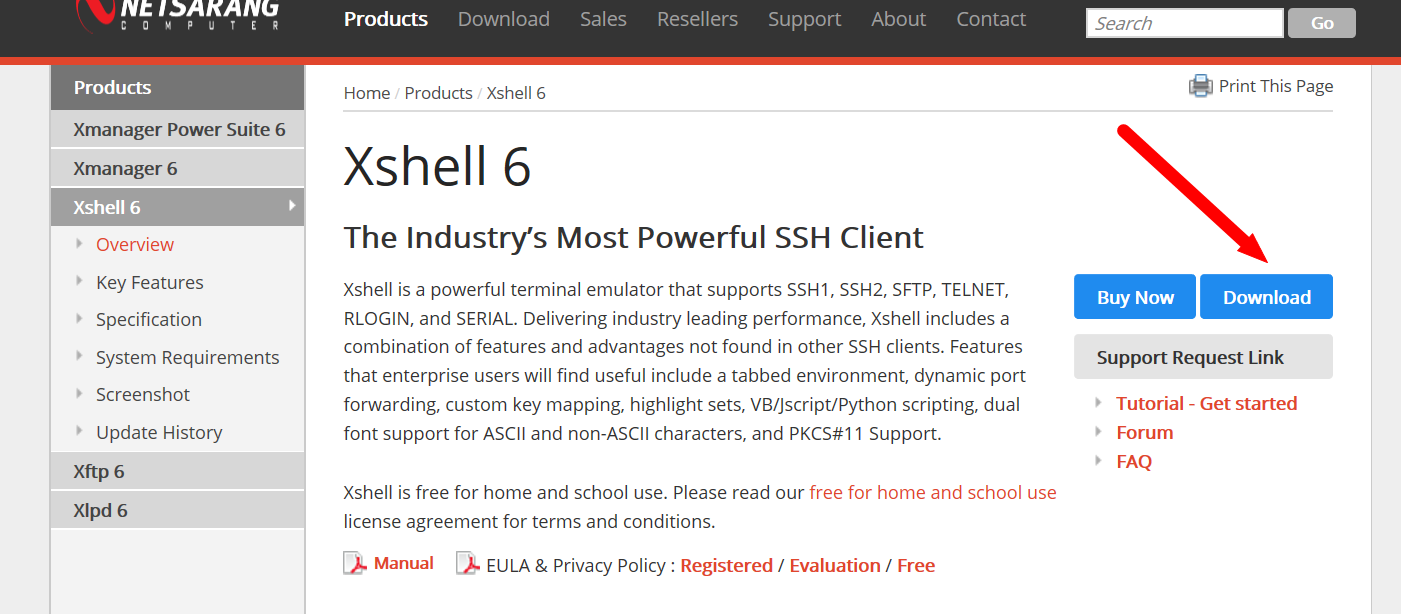 NETSARANG
COMPUTER
Products Download Sales Resellers Support About Contact
Search
Go
Products
Xmanager Power Suite 6
Xmanager 6
Xshell 6
Overview
Key Features
Specification
System Requirements
Screenshot
Update History
Xftp 6
Xlpd 6
Home / Products / Xshell 6
Print This Page
Xshell 6
The Industry’s Most Powerful SSH Client
Xshell is a powerful terminal emulator that supports SSH1, SSH2, SFTP, TELNET,
RLOGIN, and SERIAL. Delivering industry leading performance, Xshell includes a
combination of features and advantages not found in other SSH clients. Features
that enterprise users will find useful include a tabbed environment, dynamic port
forwarding, custom key mapping, highlight sets, VB/Jscript/Python scripting, dual
font support for ASCII and non-ASCII characters, and PKCS#11 Support.
Xshell is free for home and school use. Please read our free for home and school use
license agreement for terms and conditions.
Manual EULA & Privacy Policy : Registered / Evaluation / Free
Buy Now
Download
Support Request Link
Tutorial - Get started
Forum
FAQ